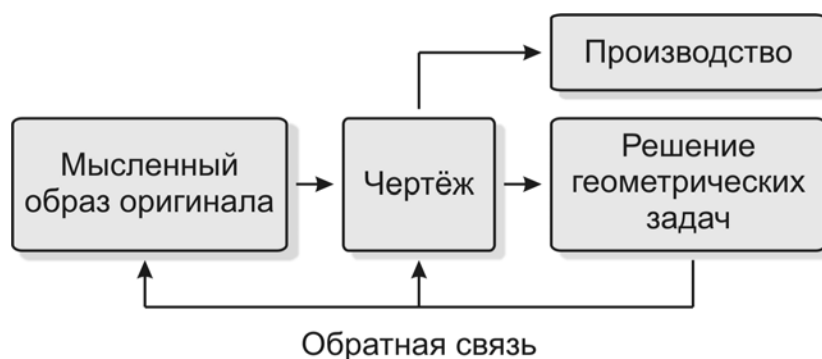 Производство
Мысленный
образ оригинала
Чертёж
Решение
геометрических
задач
Обратная связь